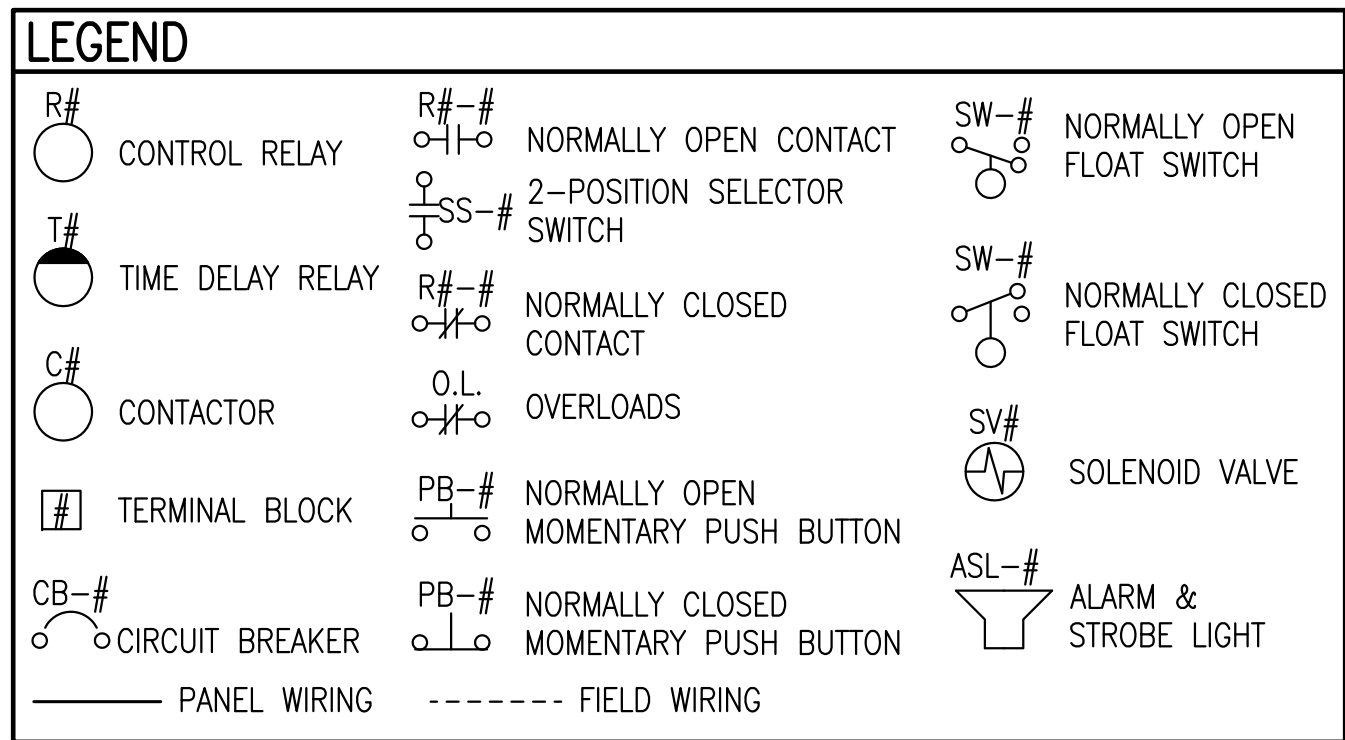 LEGEND
R#
CONTROL RELAY
T#
TIME DELAY RELAY
C#
CONTACTOR
#
TERMINAL BLOCK
CB-#
CIRCUIT BREAKER
R#-#
NORMALLY OPEN CONTACT
SS-#
2-POSITION SELECTOR
SWITCH
R#-#
NORMALLY CLOSED
CONTACT
O.L.
OVERLOADS
PB-#
NORMALLY OPEN
MOMENTARY PUSH BUTTON
PB-#
NORMALLY CLOSED
MOMENTARY PUSH BUTTON
SW-#
NORMALLY OPEN
FLOAT SWITCH
SW-#
NORMALLY CLOSED
FLOAT SWITCH
SV#
SOLENOID VALVE
ASL-#
ALARM &
STROBE LIGHT
PANEL WIRING
FIELD WIRING